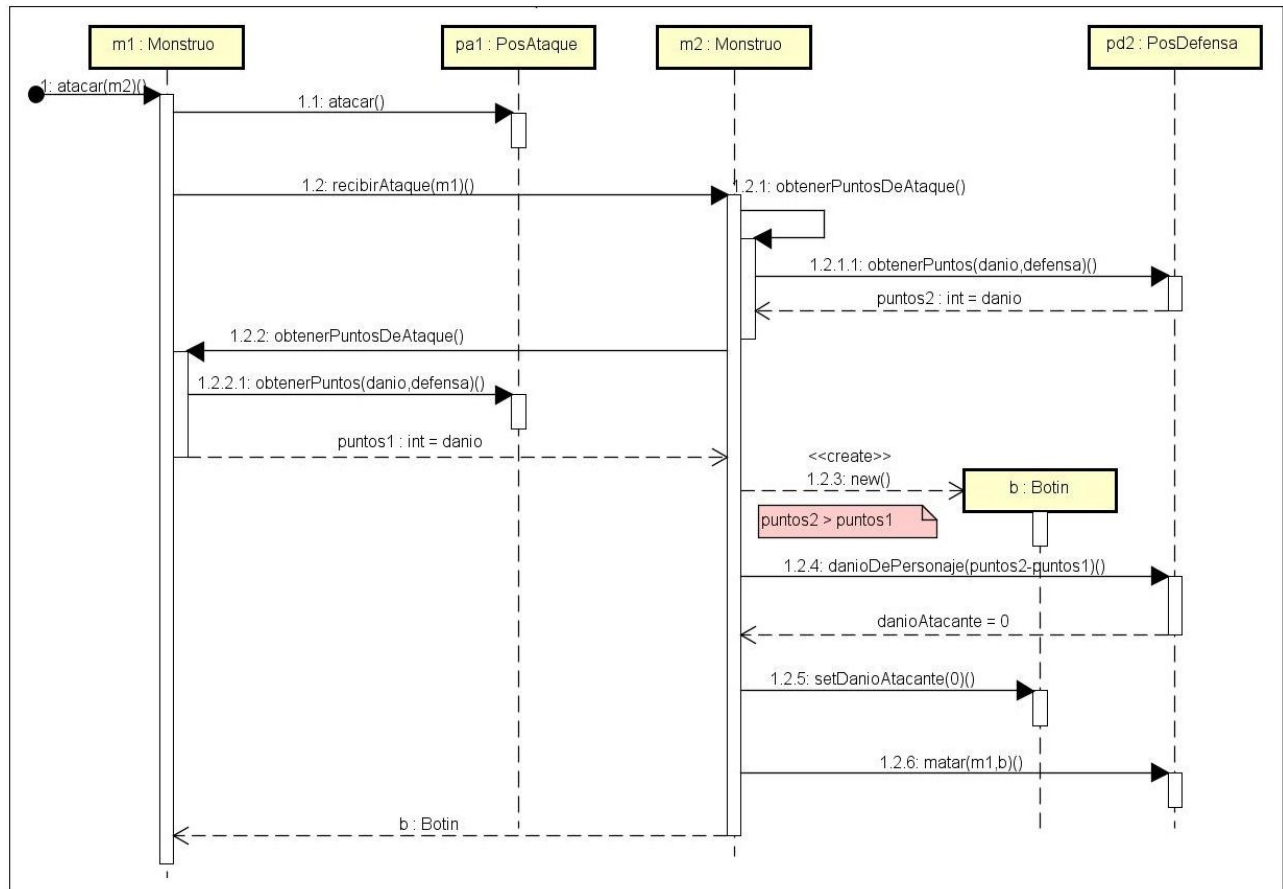 m1 : Monstruo
pa1 : PosAtaque
m2 : Monstruo
pd2 : PosDefensa
1: atacar(m2)()
1.1: atacar()
1.2: recibirAtaque(m1)()
1.2.1: obtenerPuntosDeAtaque()
1.2.1.1: obtenerPuntos(danio,defensa)()
puntos2 : int = danio
1.2.2: obtenerPuntosDeAtaque()
1.2.2.1: obtenerPuntos(danio,defensa)()
puntos1 : int = danio
<<create>>
1.2.3: new()
b : Botin
puntos2 > puntos1
1.2.4: danioDePersonaje(puntos2-puntos1)()
danioAtacante = 0
1.2.5: setDanioAtacante(0)()
1.2.6: matar(m1,b)()
b : Botin